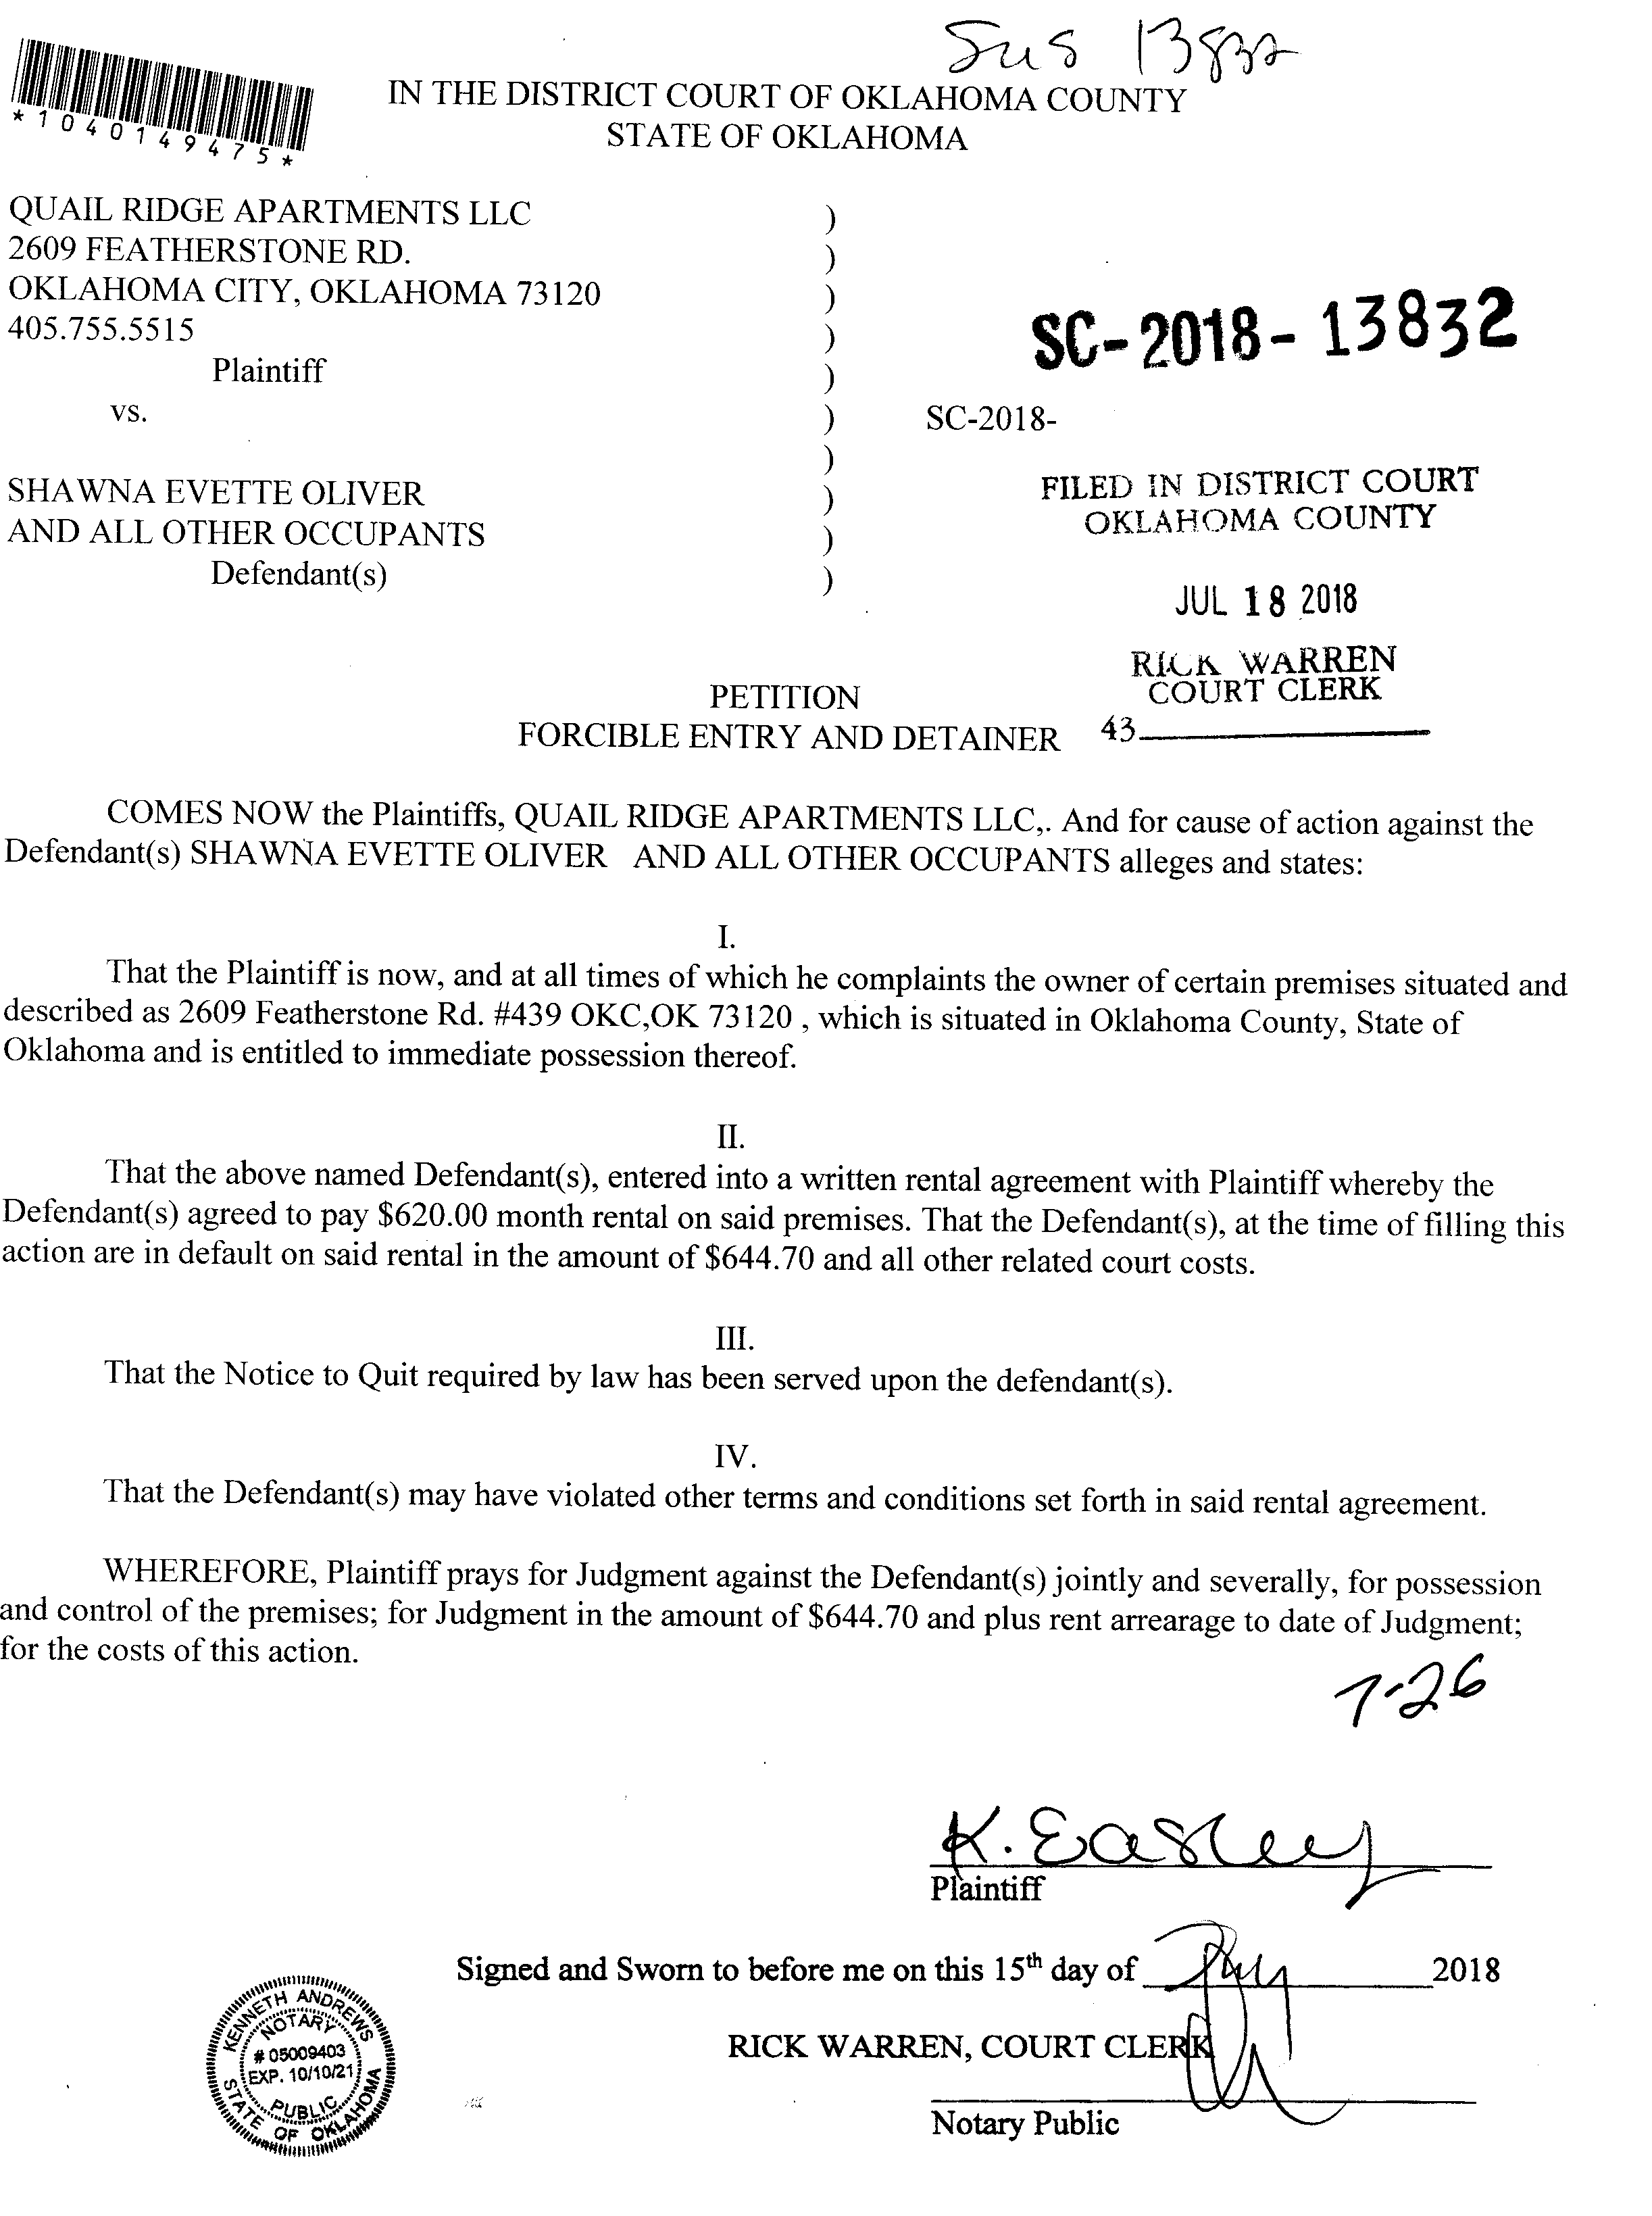 Sus 13832
*1040149475*
IN THE DISTRICT COURT OF OKLAHOMA COUNTY
STATE OF OKLAHOMA
QUAIL RIDGE APARTMENTS LLC )
2609 FEATHERSTONE RD. )
OKLAHOMA CITY, OKLAHOMA 73120 )
405.755.5515 )
Plaintiff )
SC-2018-13832
vs. ) SC-2018-
)
SHAWNA EVETTE OLIVER )
AND ALL OTHER OCCUPANTS )
Defendant(s) )
FILED IN DISTRICT COURT
OKLAHOMA COUNTY
JUL 18 2018
RICK WARREN
COURT CLERK
43
PETITION
FORCIBLE ENTRY AND DETAINER
COMES NOW the Plaintiffs, QUAIL RIDGE APARTMENTS LLC,. And for cause of action against the
Defendant(s) SHAWNA EVETTE OLIVER AND ALL OTHER OCCUPANTS alleges and states:
I.
That the Plaintiff is now, and at all times of which he complaints the owner of certain premises situated and
described as 2609 Featherstone Rd. #439 OKC,OK 73120 , which is situated in Oklahoma County, State of
Oklahoma and is entitled to immediate possession thereof.
II.
That the above named Defendant(s), entered into a written rental agreement with Plaintiff whereby the
Defendant(s) agreed to pay $620.00 month rental on said premises. That the Defendant(s), at the time of filling this
action are in default on said rental in the amount of $644.70 and all other related court costs.
III.
That the Notice to Quit required by law has been served upon the defendant(s).
IV.
That the Defendant(s) may have violated other terms and conditions set forth in said rental agreement.
WHEREFORE, Plaintiff prays for Judgment against the Defendant(s) jointly and severally, for possession
and control of the premises; for Judgment in the amount of $644.70 and plus rent arrearage to date of Judgment;
for the costs of this action.
7-26
K. Easley
Plaintiff
Signed and Sworn to before me on this 15th day of July 2018
RICK WARREN, COURT CLERK
Notary Public
KENNETH ANDREWS
NOTARY
# 05009403
EXP. 10/10/21
PUBLIC
STATE OF OKLAHOMA